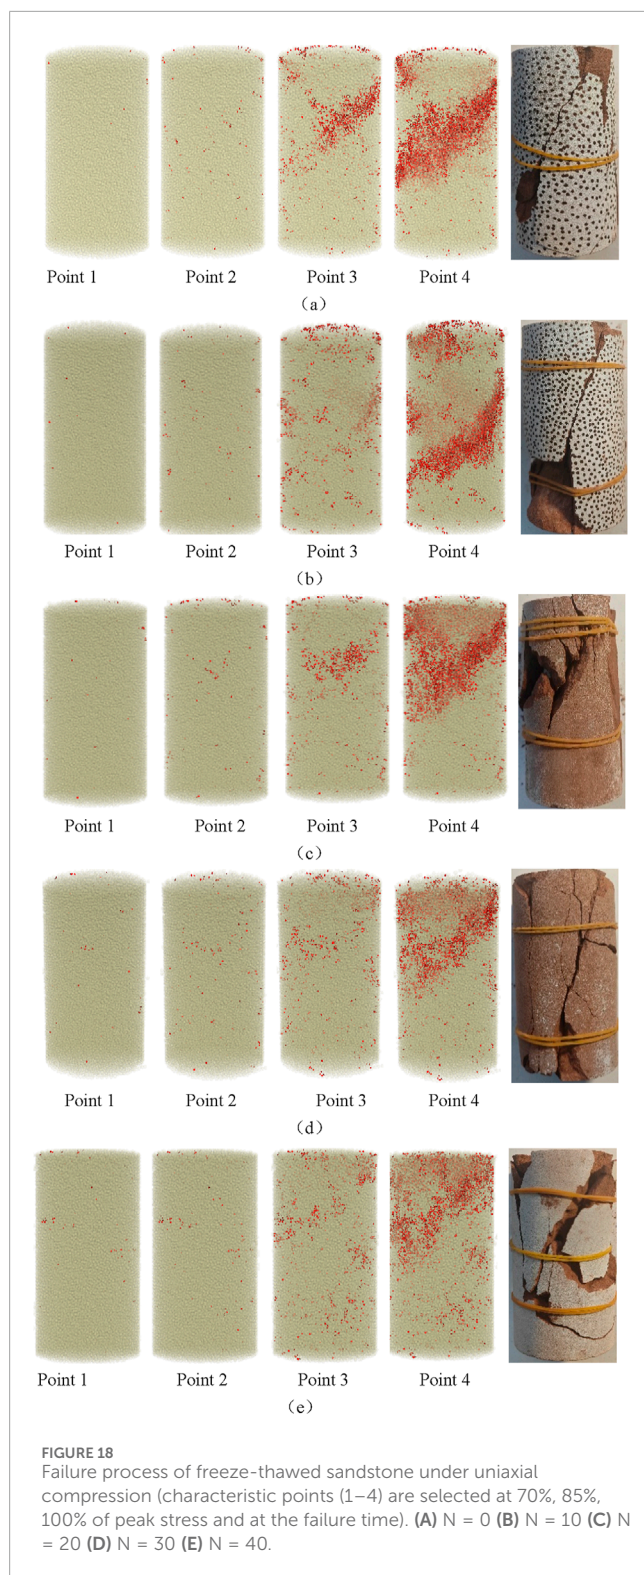 Point 1 Point 2 Point 3 Point 4
（a）
Point 1 Point 2 Point 3 Point 4
（b）
Point 1 Point 2 Point 3 Point 4
（c）
Point 1 Point 2 Point 3 Point 4
（d）
Point 1 Point 2 Point 3 Point 4
（e）
FIGURE 18
Failure process of freeze-thawed sandstone under uniaxial
compression (characteristic points (1–4) are selected at 70%, 85%,
100% of peak stress and at the failure time). (A) N = 0 (B) N = 10 (C) N
= 20 (D) N = 30 (E) N = 40.